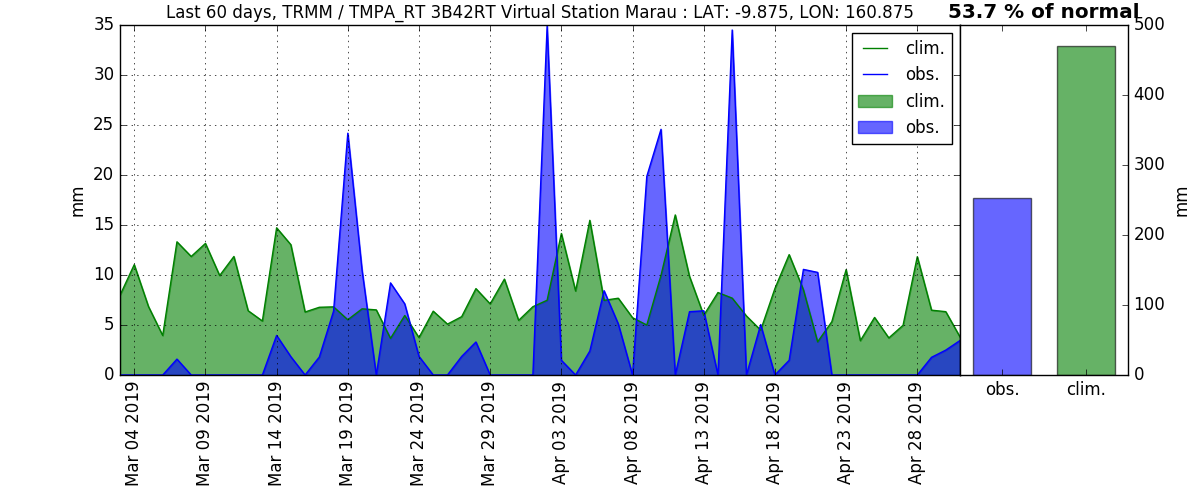 Last 60 days, TRMM / TMPA_RT 3B42RT Virtual Station Marau : LAT: -9.875, LON: 160.875
53.7 % of normal
35
30
25
20
15
10
5
0
mm
clim.
obs.
clim.
obs.
500
400
300
200
100
0
mm
obs.
clim.
Mar 04 2019
Mar 09 2019
Mar 14 2019
Mar 19 2019
Mar 24 2019
Mar 29 2019
Apr 03 2019
Apr 08 2019
Apr 13 2019
Apr 18 2019
Apr 23 2019
Apr 28 2019